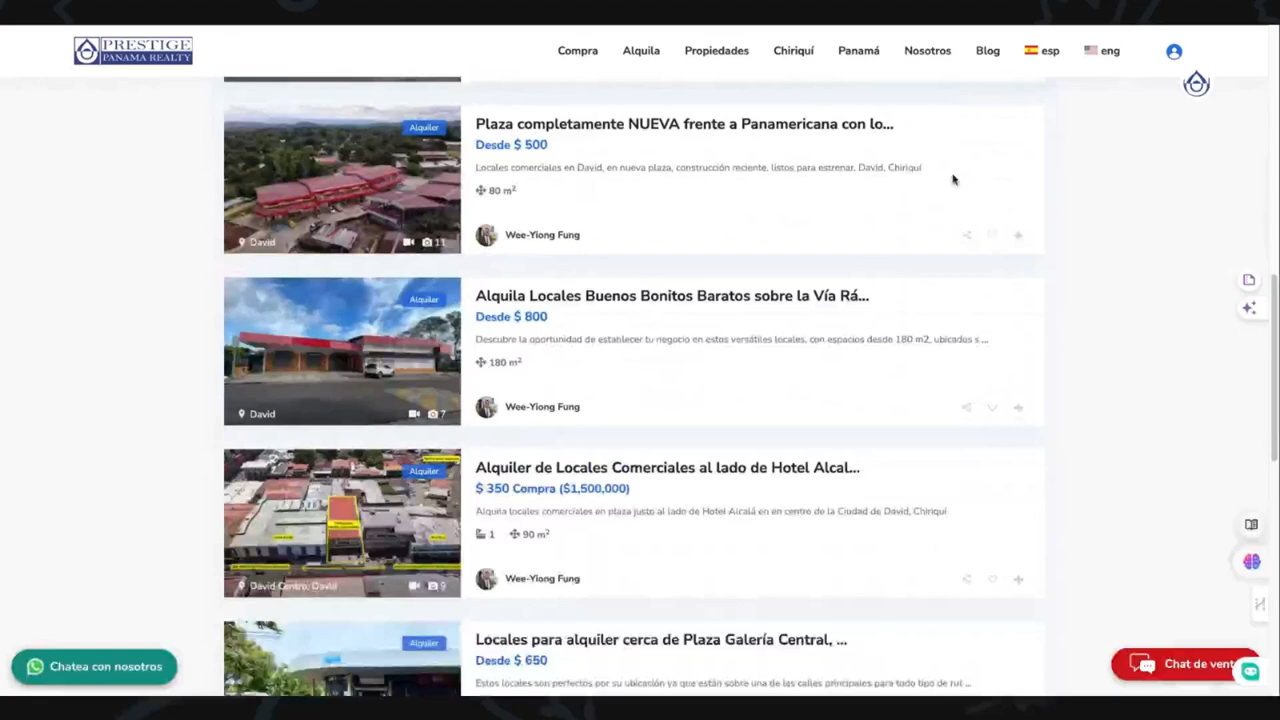 PRESTIGE
PANAMA REALTY
Compra
Alquila
Propiedades
Chiriquí
Panamá
Nosotros
Blog
esp
eng
Alquiler
David
11
Plaza completamente NUEVA frente a Panamericana con lo...
Desde $ 500
Locales comerciales en David, en nueva plaza, construcción reciente, listos para estrenar, David, Chiriquí
80 m²
Wee-Yiong Fung
Alquiler
David
7
Alquila Locales Buenos Bonitos Baratos sobre la Vía Rá...
Desde $ 800
Descubre la oportunidad de establecer tu negocio en estos versátiles locales, con espacios desde 180 m2, ubicados s ...
180 m²
Wee-Yiong Fung
Alquiler
David Centro, David
9
Alquiler de Locales Comerciales al lado de Hotel Alcal...
$ 350 Compra ($1,500,000)
Alquila locales comerciales en plaza justo al lado de Hotel Alcalá en en centro de la Ciudad de David, Chiriquí
1
90 m²
Wee-Yiong Fung
Alquiler
Locales para alquiler cerca de Plaza Galería Central, ...
Desde $ 650
Estos locales son perfectos por su ubicación ya que están sobre una de las calles principales para todo tipo de rut ...
Chatea con nosotros
Chat de vent